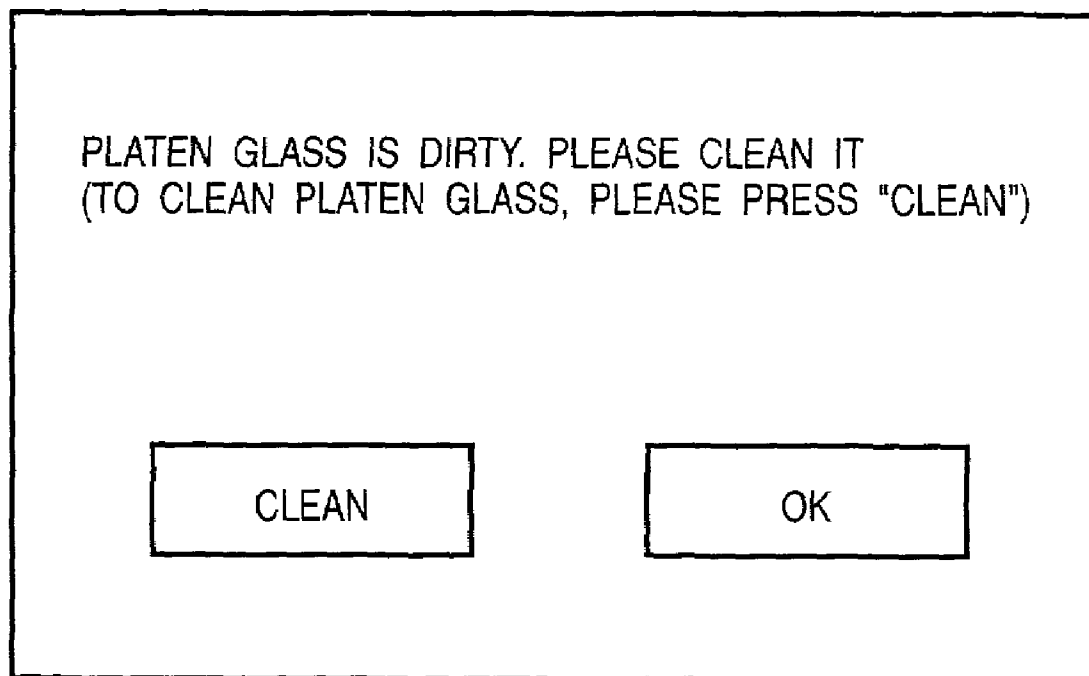 PLATEN GLASS IS DIRTY. PLEASE CLEAN IT
(TO CLEAN PLATEN GLASS, PLEASE PRESS "CLEAN")
CLEAN
OK